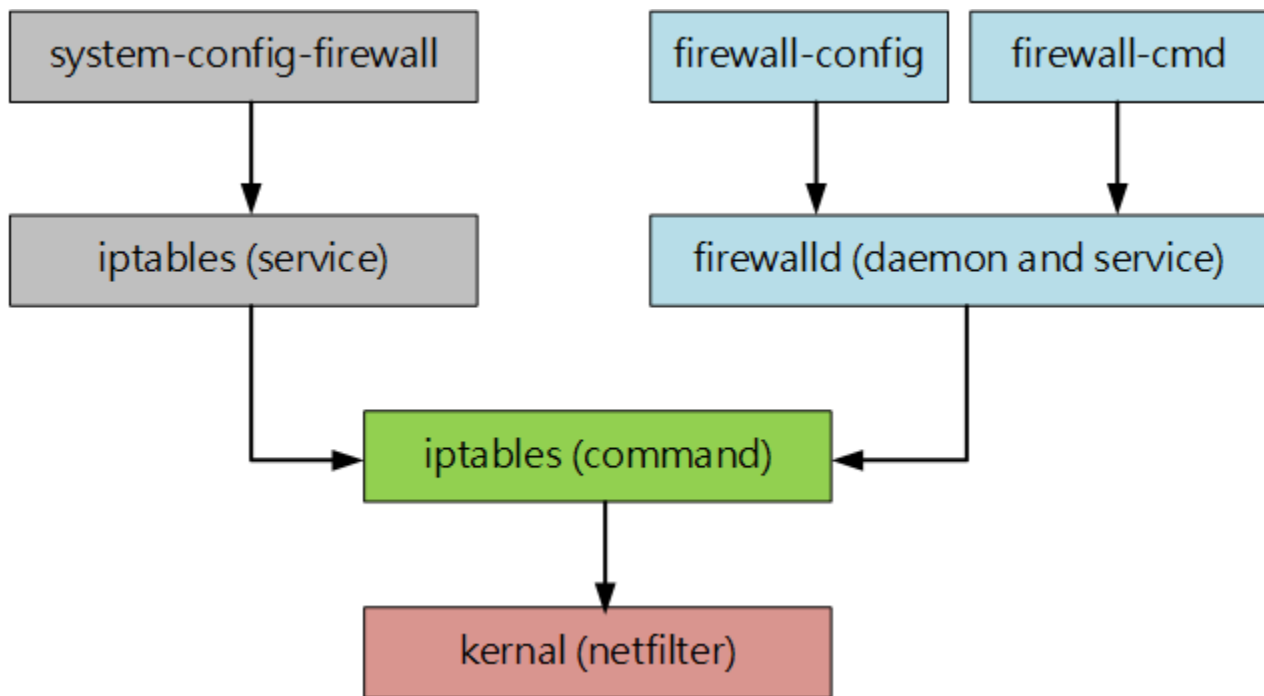 system-config-firewall
firewall-config
firewall-cmd
iptables (service)
firewalld (daemon and service)
iptables (command)
kernal (netfilter)